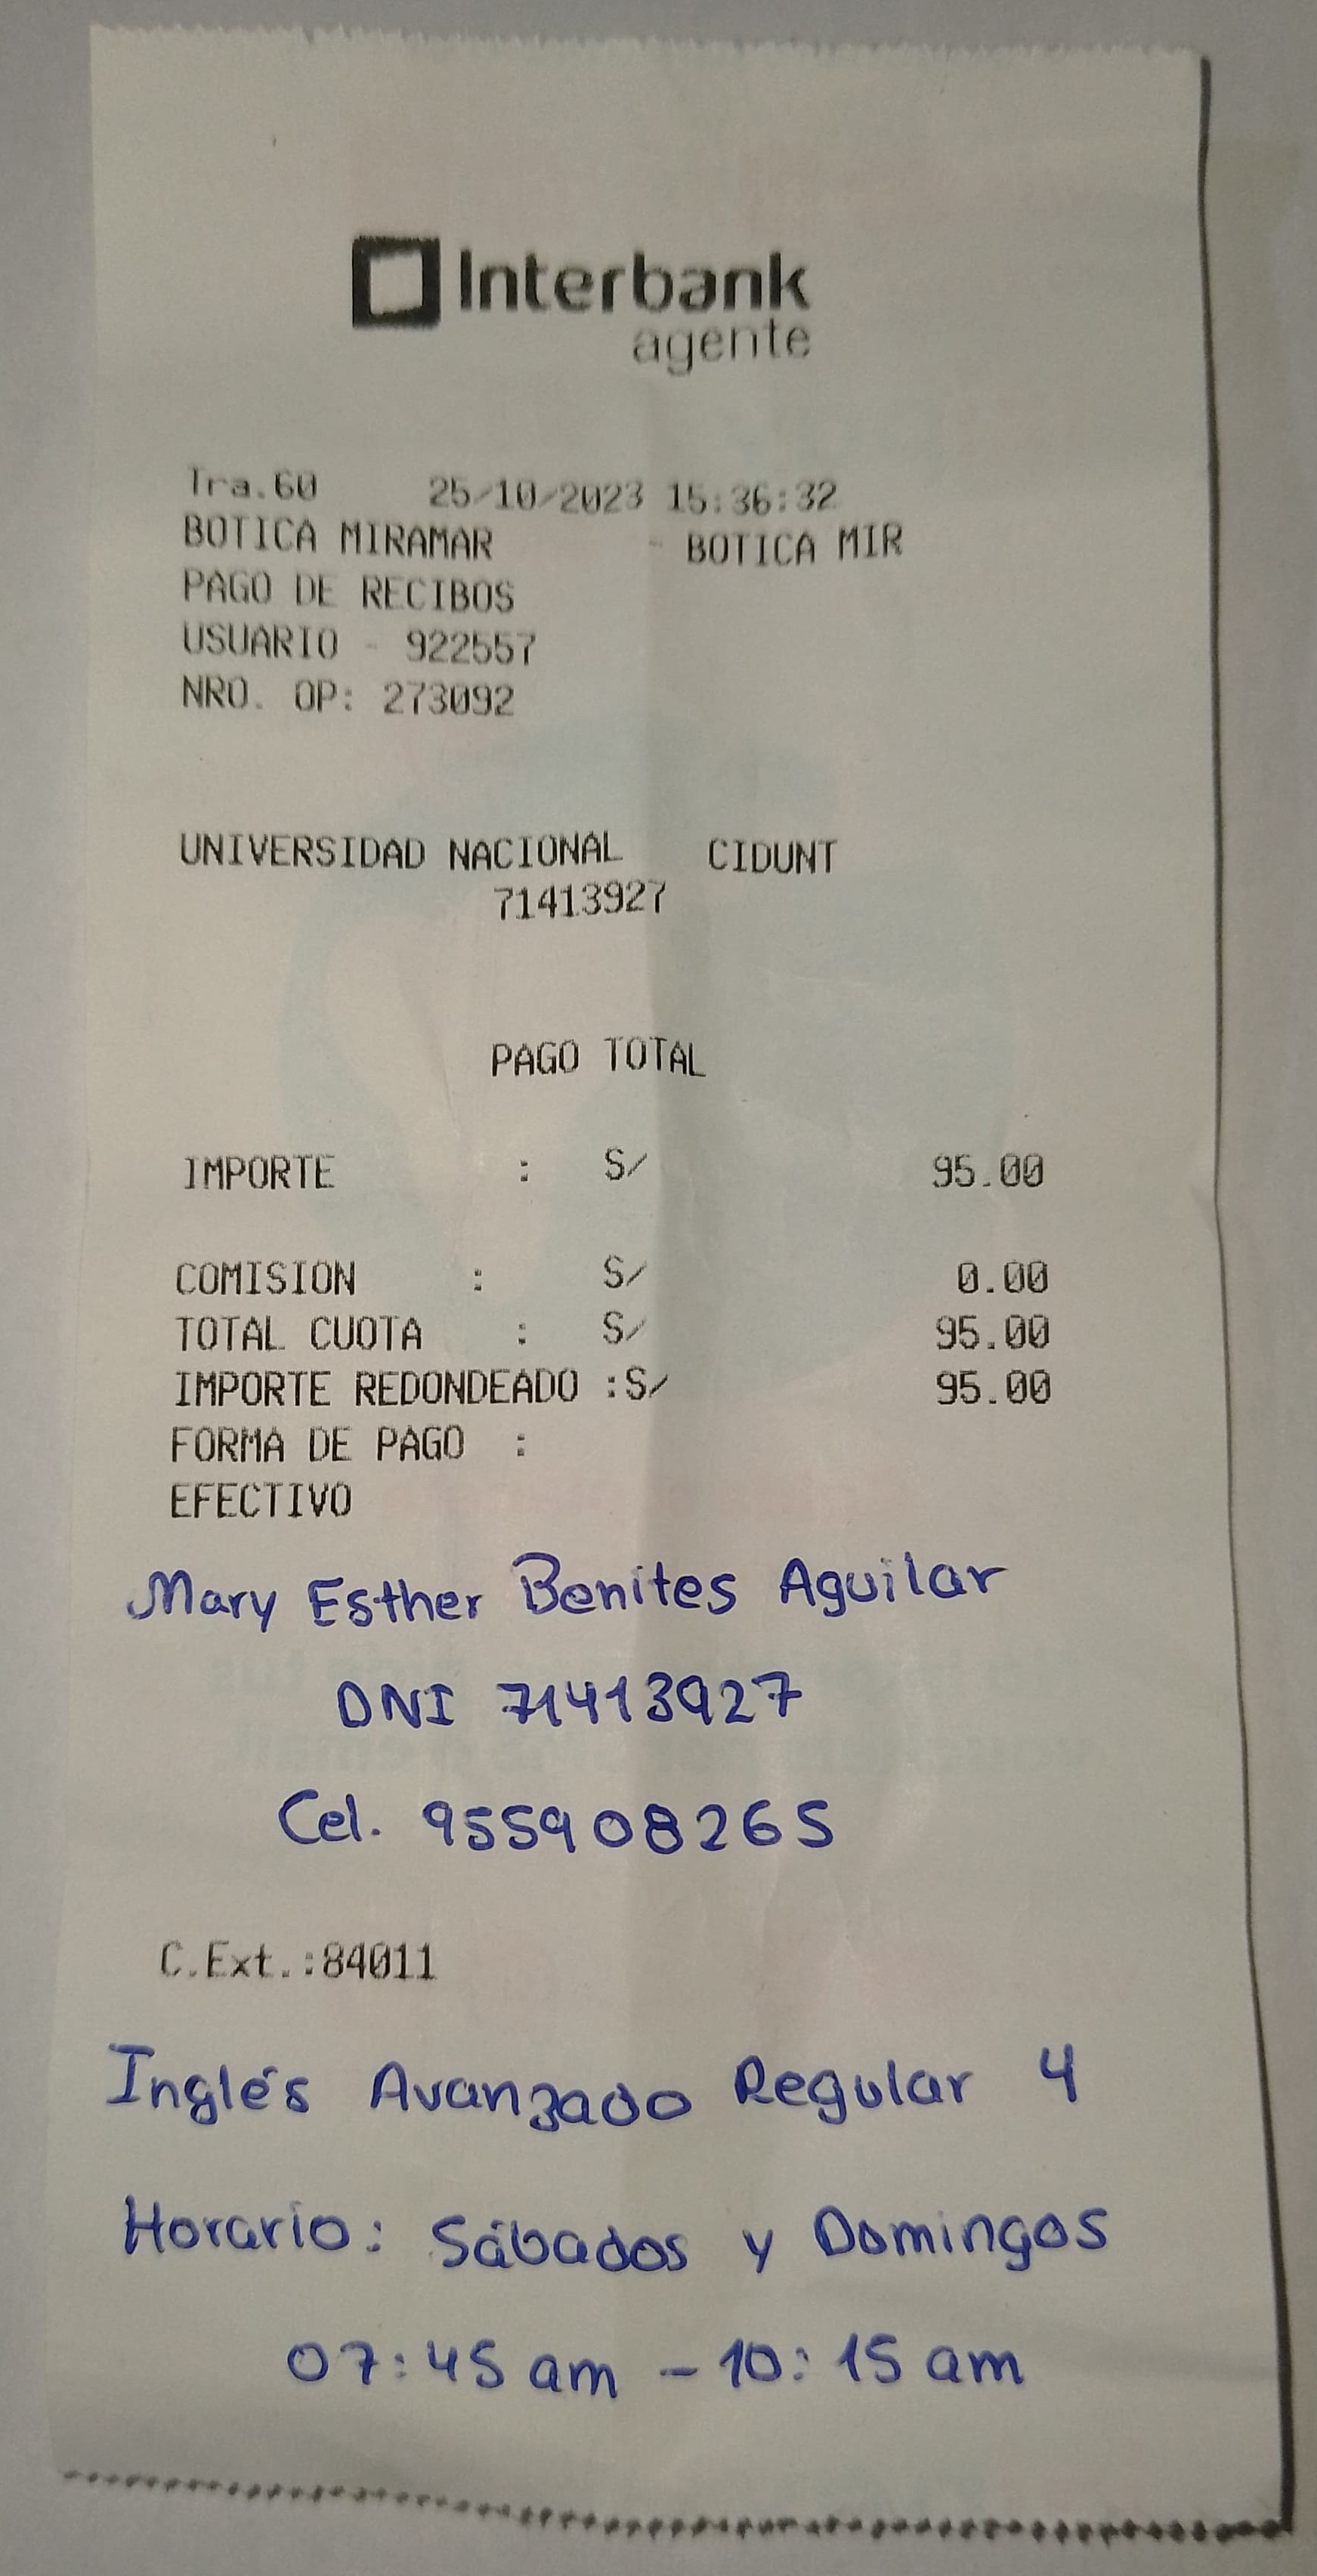 Interbank
agente
Tra.60 25/10/2023 15:36:32
BOTICA MIRAMAR - BOTICA MIR
PAGO DE RECIBOS
USUARIO - 922557
NRO. OP: 273092
UNIVERSIDAD NACIONAL CIDUNT
71413927
PAGO TOTAL
IMPORTE : S/ 95.00
COMISION : S/ 0.00
TOTAL CUOTA : S/ 95.00
IMPORTE REDONDEADO :S/ 95.00
FORMA DE PAGO :
EFECTIVO
Mary Esther Benites Aguilar
DNI 71413927
Cel. 955908265
C.Ext.:84011
Inglés Avanzado Regular 4
Horario: Sábados y Domingos
07:45 am - 10:15 am